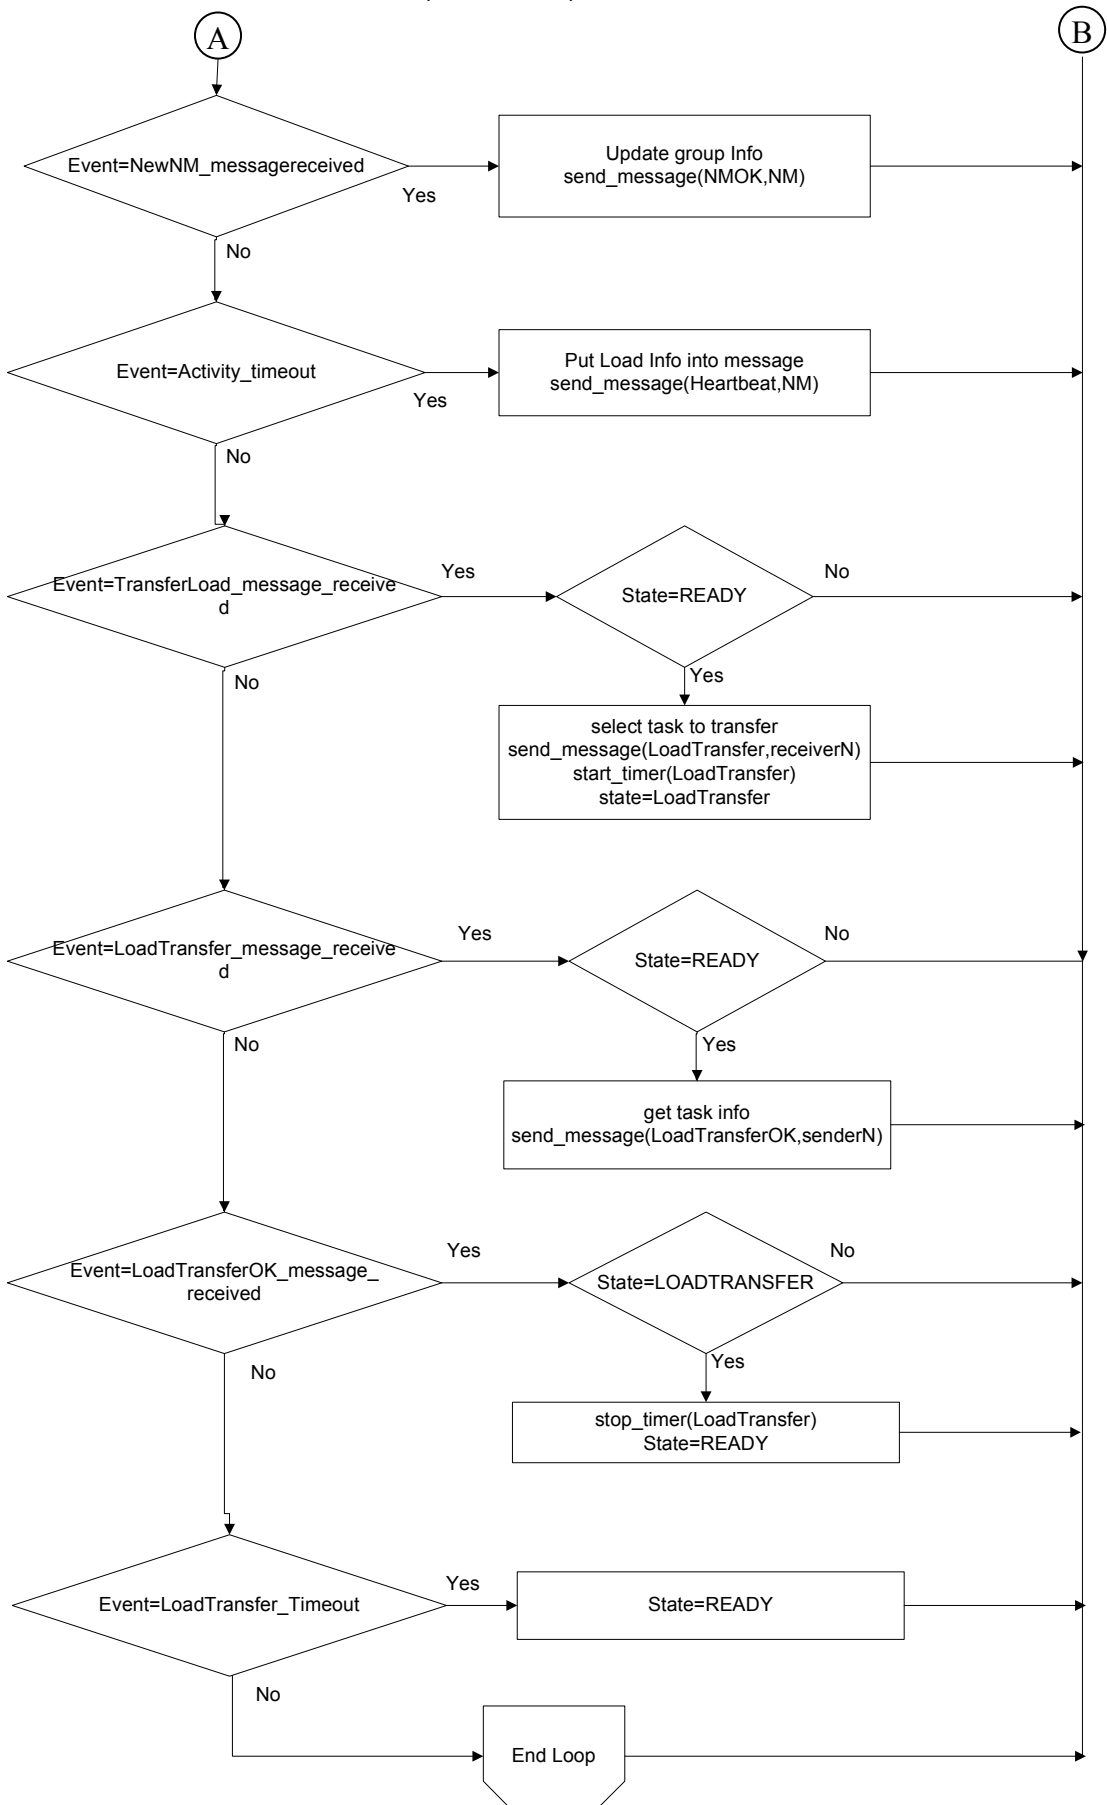 A
B
Event=NewNM_messagereceived
Yes
Update group Info
send_message(NMOK,NM)
No
Event=Activity_timeout
Yes
Put Load Info into message
send_message(Heartbeat,NM)
No
Event=TransferLoad_message_receive
d
Yes
State=READY
No
No
Yes
select task to transfer
send_message(LoadTransfer,receiverN)
start_timer(LoadTransfer)
state=LoadTransfer
Event=LoadTransfer_message_receive
d
Yes
State=READY
No
No
Yes
get task info
send_message(LoadTransferOK,senderN)
Event=LoadTransferOK_message_
received
Yes
State=LOADTRANSFER
No
No
Yes
stop_timer(LoadTransfer)
State=READY
Event=LoadTransfer_Timeout
Yes
State=READY
No
End Loop